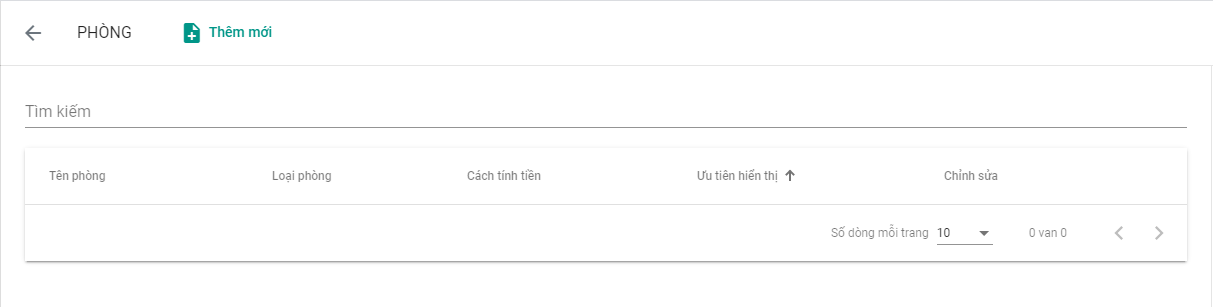 PHÒNG Thêm mới
Tìm kiếm
Tên phòng Loại phòng Cách tính tiền Ưu tiên hiển thị Chỉnh sửa
Số dòng mỗi trang 10 0 van 0